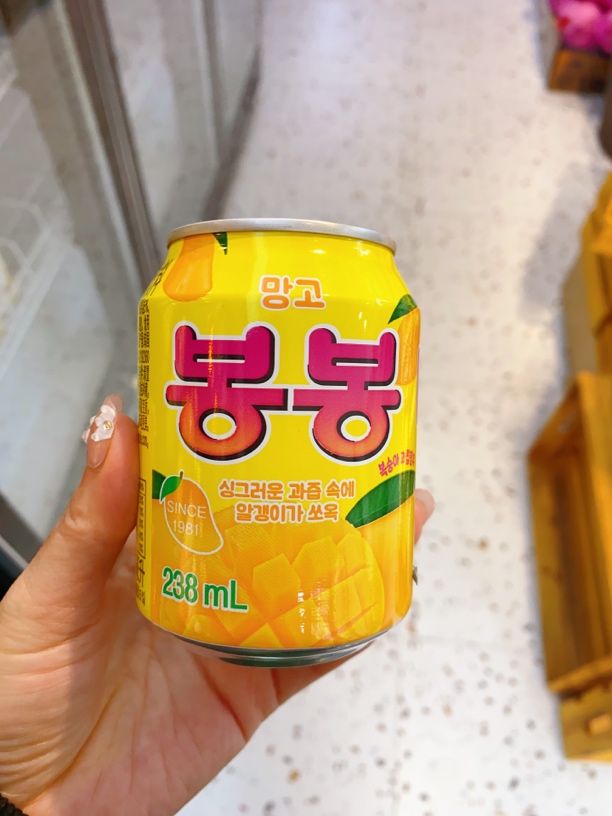 망고
봉봉
싱그러운 과즙 속에
알갱이가 쏘옥
SINCE
1981
238 mL